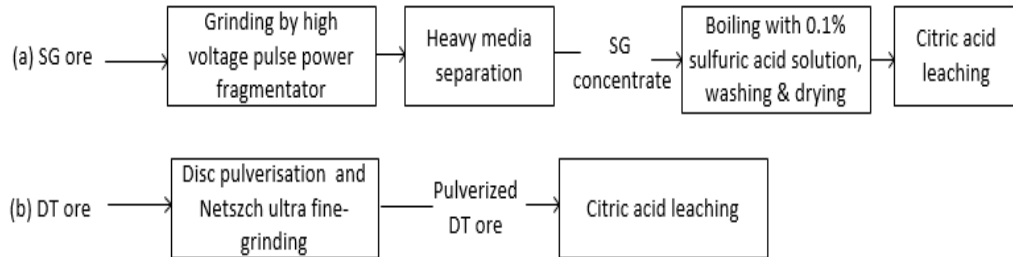 (a) SG ore
Grinding by high
voltage pulse power
fragmentator
Heavy media
separation
SG
concentrate
Boiling with 0.1%
sulfuric acid solution,
washing & drying
Citric acid
leaching
(b) DT ore
Disc pulverisation and
Netszch ultra fine-
grinding
Pulverized
DT ore
Citric acid leaching